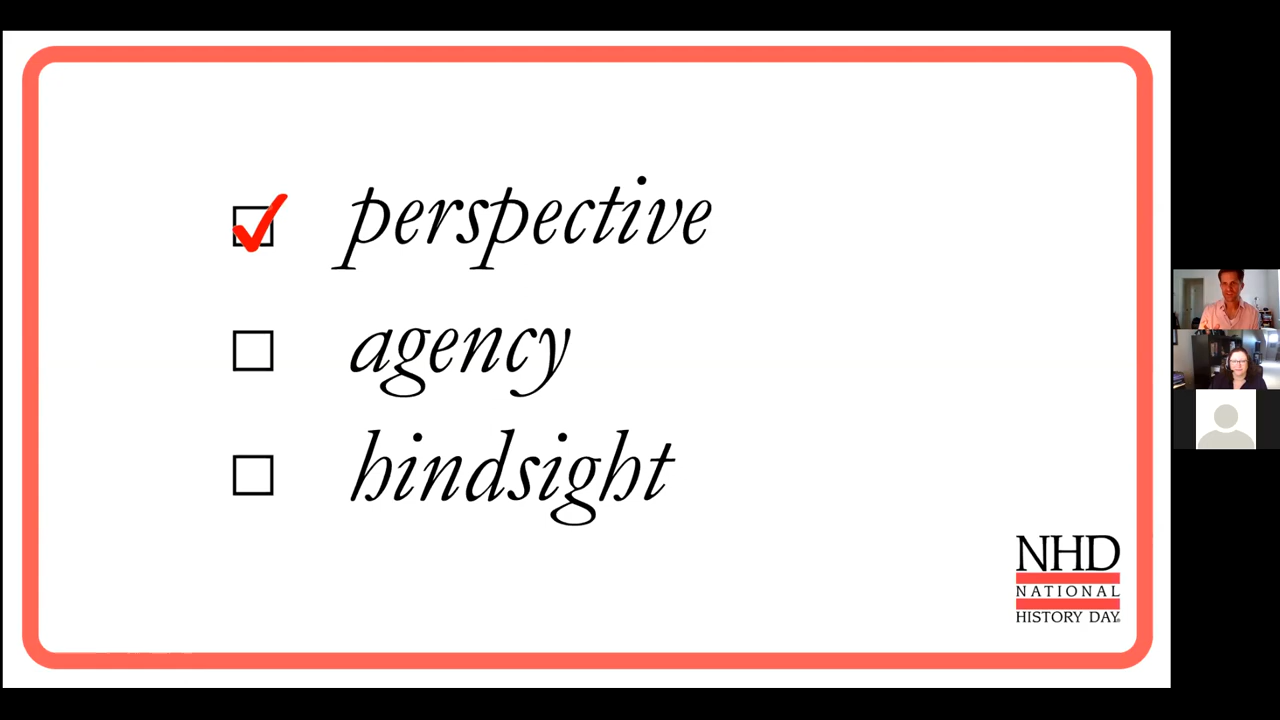 perspective
agency
hindsight
NHD
NATIONAL
HISTORY DAY®